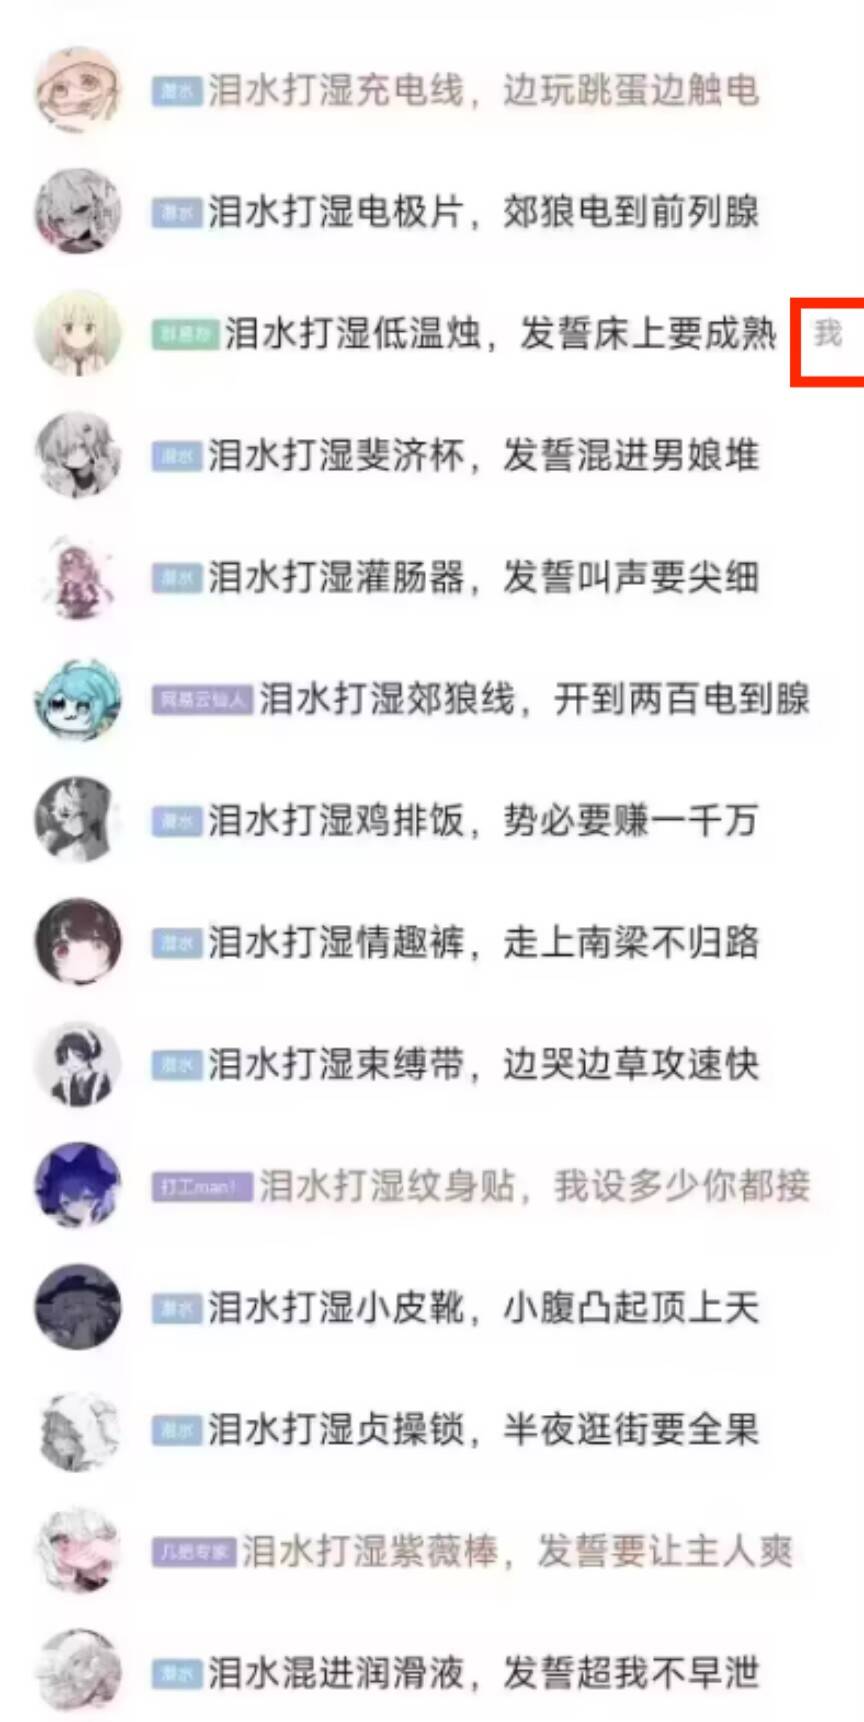 潜水 泪水打湿充电线，边玩跳蛋边触电
潜水 泪水打湿电极片，郊狼电到前列腺
泪水打湿低温烛，发誓床上要成熟 我
潜水 泪水打湿斐济杯，发誓混进男娘堆
潜水 泪水打湿灌肠器，发誓叫声要尖细
网易云仙人 泪水打湿郊狼线，开到两百电到腺
潜水 泪水打湿鸡排饭，势必要赚一千万
潜水 泪水打湿情趣裤，走上南梁不归路
潜水 泪水打湿束缚带，边哭边草攻速快
打工man！ 泪水打湿纹身贴，我设多少你都接
潜水 泪水打湿小皮靴，小腹凸起顶上天
潜水 泪水打湿贞操锁，半夜逛街要全果
几把专家 泪水打湿紫薇棒，发誓要让主人爽
潜水 泪水混进润滑液，发誓超我不早泄